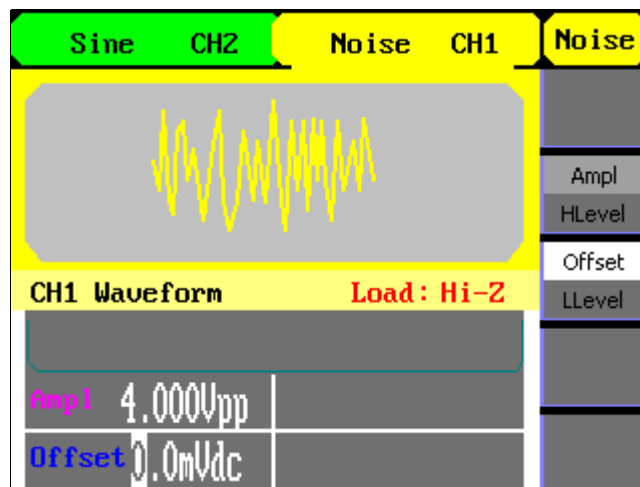 Sine CH2 Noise CH1 Noise
Ampl
HLevel
Offset
LLevel
CH1 Waveform Load: Hi-Z
Ampl 4.000Vpp
Offset 0.0mVdc